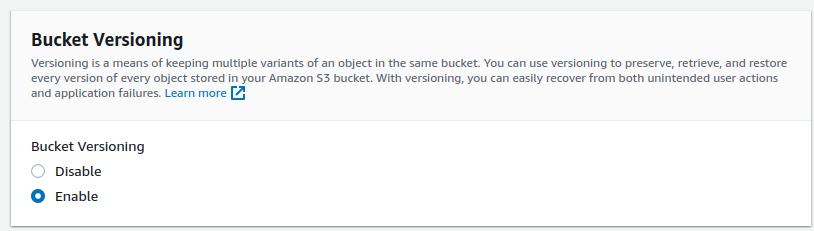 Bucket Versioning
Versioning is a means of keeping multiple variants of an object in the same bucket. You can use versioning to preserve, retrieve, and restore
every version of every object stored in your Amazon S3 bucket. With versioning, you can easily recover from both unintended user actions
and application failures. Learn more
Bucket Versioning
Disable
Enable